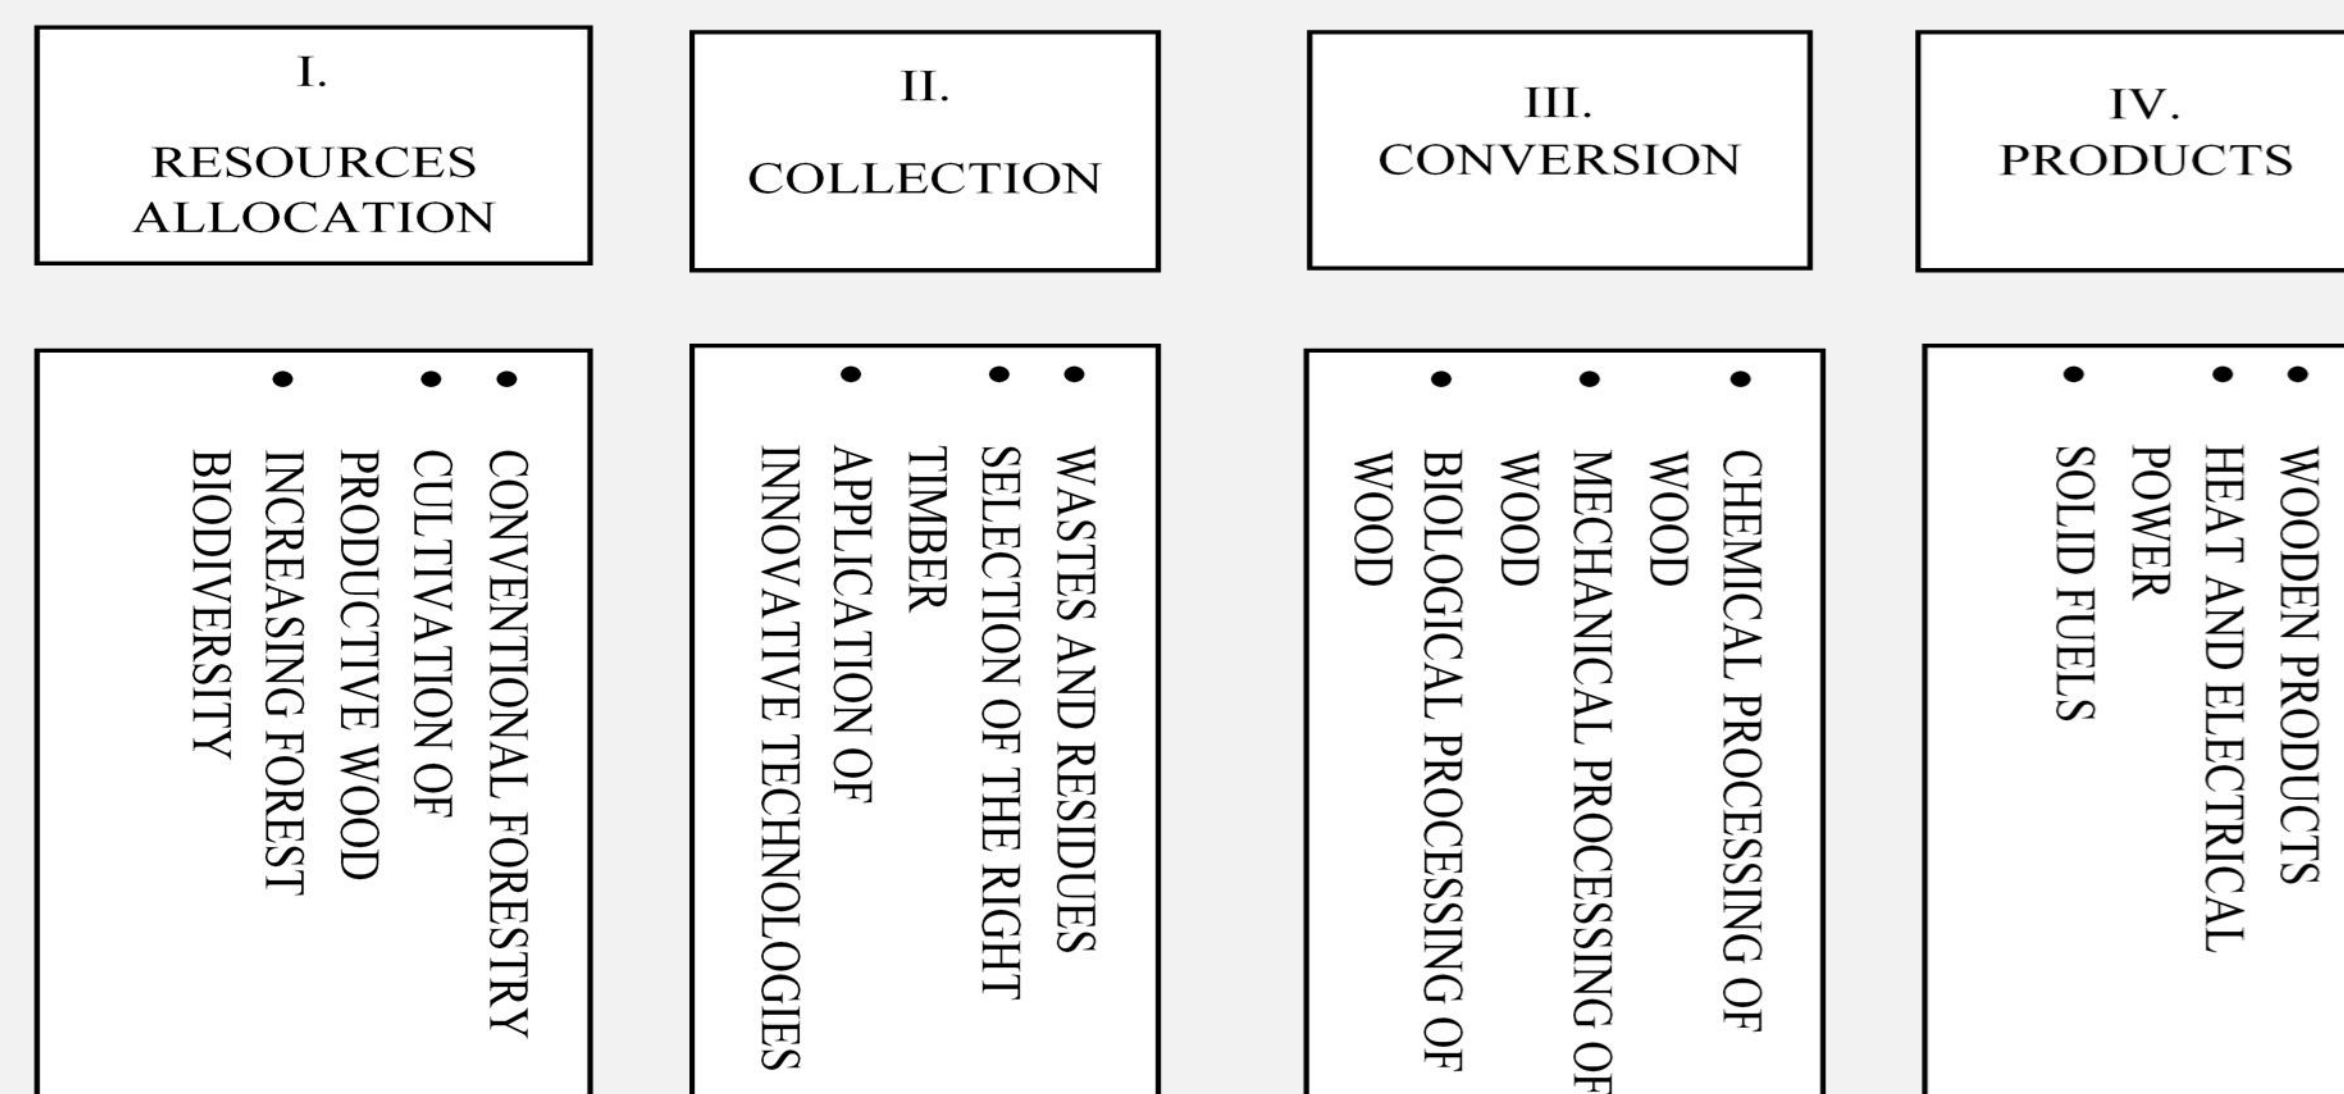 I.
RESOURCES
ALLOCATION
II.
COLLECTION
III.
CONVERSION
IV.
PRODUCTS
• CONVENTIONAL FORESTRY
• CULTIVATION OF
PRODUCTIVE WOOD
• INCREASING FOREST
BIODIVERSITY
• WASTES AND RESIDUES
• SELECTION OF THE RIGHT
TIMBER
• APPLICATION OF
INNOVATIVE TECHNOLOGIES
• CHEMICAL PROCESSING OF
WOOD
• MECHANICAL PROCESSING OF
WOOD
• BIOLOGICAL PROCESSING OF
WOOD
• WOODEN PRODUCTS
• HEAT AND ELECTRICAL
POWER
• SOLID FUELS